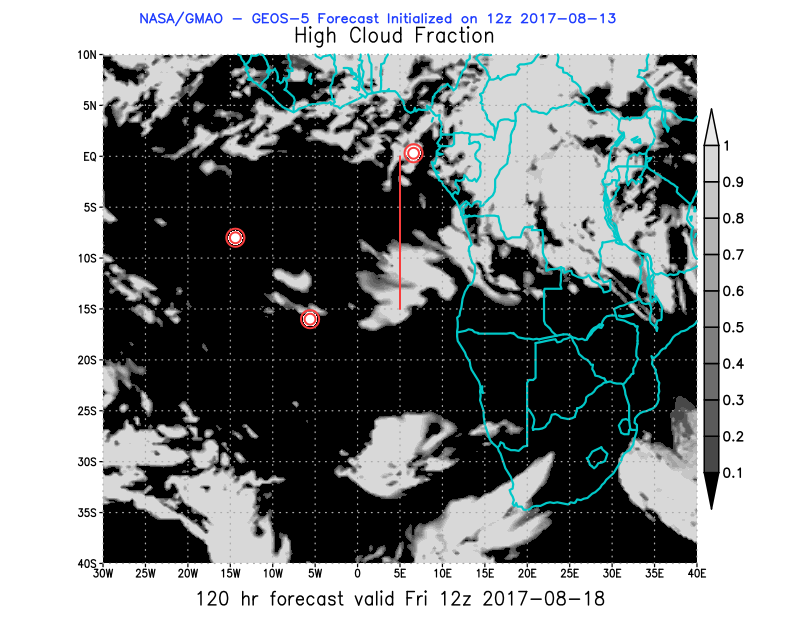 NASA/GMAO - GEOS-5 Forecast Initialized on 12z 2017-08-13
High Cloud Fraction
10N
5N
EQ
5S
10S
15S
20S
25S
30S
35S
40S
30W 25W 20W 15W 10W 5W 0 5E 10E 15E 20E 25E 30E 35E 40E
1
0.9
0.8
0.7
0.6
0.5
0.4
0.3
0.2
0.1
120 hr forecast valid Fri 12z 2017-08-18